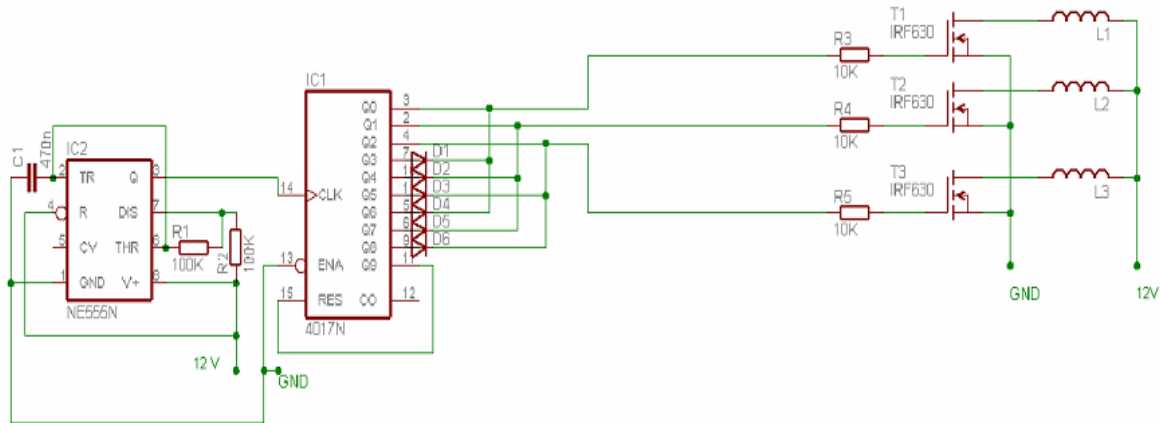 T1
IRF630
L1
R3
10K
T2
IRF630
L2
R4
10K
T3
IRF630
L3
R5
10K
GND
12V
IC1
Q0 3
Q1 2
Q2 4
Q3 7 D1
Q4 D2
Q5 1 D3
Q6 5 D4
Q7 D5
Q8 9 D6
Q9 11
14 CLK
13 ENA
15 RES CO 12
4017N
C1
470n
IC2
2 TR Q 3
4 R DIS 7
5 THR
1 GND V+ 8
NE555N
R1
100K
R2
100K
12 V
GND